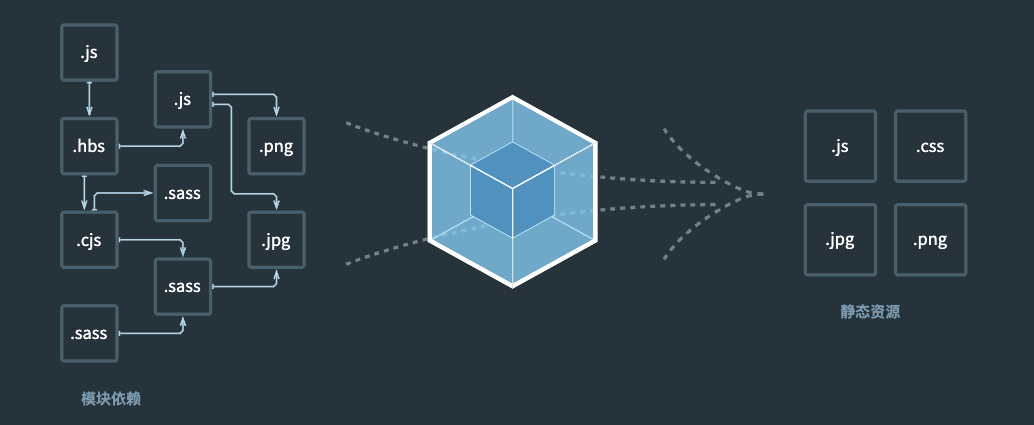 .js
.js
.hbs
.png
.sass
.cjs
.jpg
.sass
.sass
模块依赖
.js
.css
.jpg
.png
静态资源